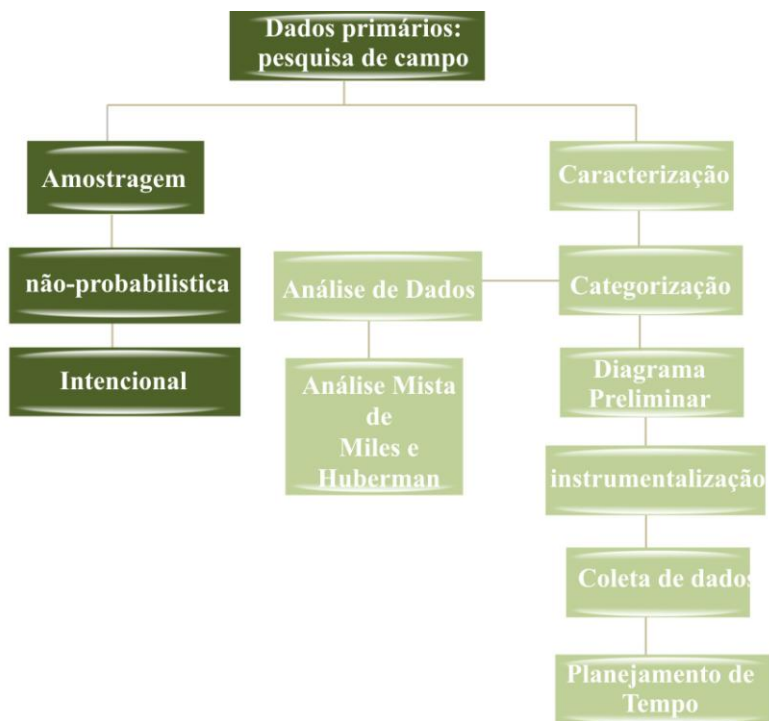 Dados primários:
pesquisa de campo
Amostragem
não-probabilistica
Intencional
Caracterização
Categorização
Análise de Dados
Análise Mista
de
Miles e
Huberman
Diagrama
Preliminar
instrumentalização
Coleta de dados
Planejamento de
Tempo